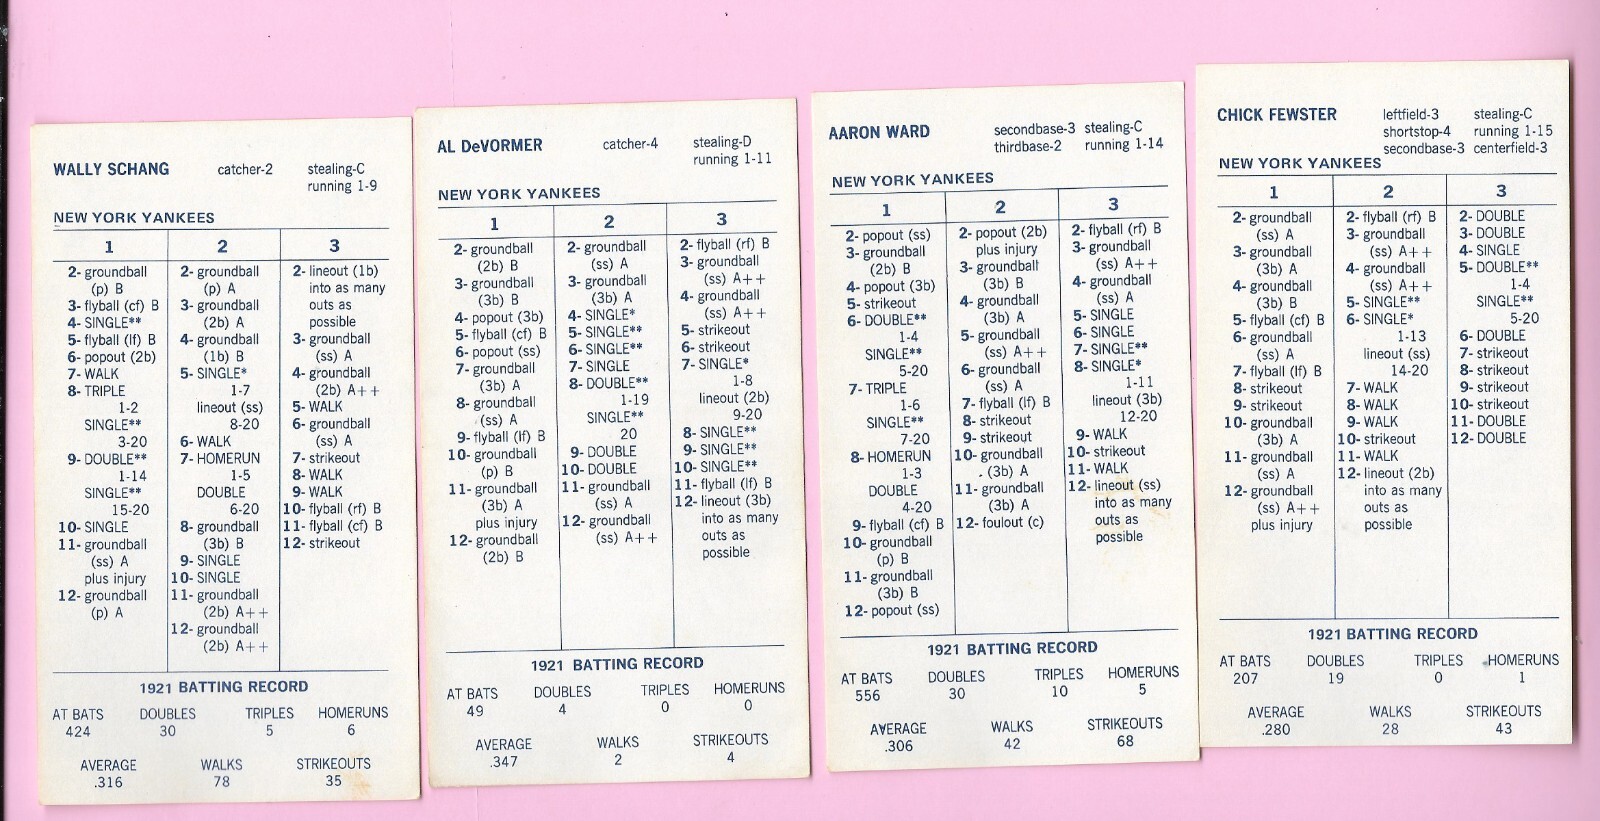 WALLY SCHANG
catcher-2
stealing-C
running 1-9
NEW YORK YANKEES
1
2- groundball
(p) B
3- flyball (cf) B
4- SINGLE**
5- flyball (lf) B
6- popout (2b)
7- WALK
8- TRIPLE
1-2
SINGLE**
3-20
9- DOUBLE**
1-14
SINGLE**
15-20
10- SINGLE
11- groundball
(ss) A
plus injury
12- groundball
(p) A
2
2- groundball
(p) A
3- groundball
(2b) A
4- groundball
(1b) B
5- SINGLE*
1-7
lineout (ss)
8-20
6- WALK
7- HOMERUN
1-5
DOUBLE
6-20
8- groundball
(3b) B
9- SINGLE
10- SINGLE
11- groundball
(2b) A++
12- groundball
(2b) A++
3
2- lineout (1b)
into as many
outs as
possible
3- groundball
(ss) A
4- groundball
(2b) A++
5- WALK
6- groundball
(ss) A
7- strikeout
8- WALK
9- WALK
10- flyball (rf) B
11- flyball (cf) B
12- strikeout
1921 BATTING RECORD
AT BATS DOUBLES TRIPLES HOMERUNS
424 30 5 6
AVERAGE WALKS STRIKEOUTS
.316 78 35
AL DeVORMER
catcher-4
stealing-D
running 1-11
NEW YORK YANKEES
1
2- groundball
(2b) B
3- groundball
(3b) B
4- popout (3b)
5- flyball (cf) B
6- popout (ss)
7- groundball
(3b) A
8- groundball
(ss) A
9- flyball (lf) B
10- groundball
(p) B
11- groundball
(3b) A
plus injury
12- groundball
(2b) B
2
2- groundball
(ss) A
3- groundball
(3b) A
4- SINGLE*
5- SINGLE**
6- SINGLE**
7- SINGLE
8- DOUBLE**
1-19
SINGLE**
20
9- DOUBLE
10- DOUBLE
11- groundball
(ss) A
12- groundball
(ss) A++
3
2- flyball (rf) B
3- groundball
(ss) A++
4- groundball
(ss) A++
5- strikeout
6- strikeout
7- SINGLE*
1-8
lineout (2b)
9-20
8- SINGLE**
9- SINGLE**
10- SINGLE**
11- flyball (lf) B
12- lineout (3b)
into as many
outs as
possible
1921 BATTING RECORD
AT BATS DOUBLES TRIPLES HOMERUNS
49 4 0 0
AVERAGE WALKS STRIKEOUTS
.347 2 4
AARON WARD
secondbase-3 stealing-C
thirdbase-2 running 1-14
NEW YORK YANKEES
1
2- popout (ss)
3- groundball
(2b) B
4- popout (3b)
5- strikeout
6- DOUBLE**
1-4
SINGLE**
5-20
7- TRIPLE
1-6
SINGLE**
7-20
8- HOMERUN
1-3
DOUBLE
4-20
9- flyball (cf) B
10- groundball
(p) B
11- groundball
(3b) B
12- popout (ss)
2
2- popout (2b)
plus injury
3- groundball
(3b) B
4- groundball
(3b) A
5- groundball
(ss) A++
6- groundball
(ss) A
7- flyball (lf) B
8- strikeout
9- strikeout
10- groundball
(3b) A
11- groundball
(3b) A
12- foulout (c)
3
2- flyball (rf) B
3- groundball
(ss) A++
4- groundball
(ss) A
5- SINGLE
6- SINGLE
7- SINGLE**
8- SINGLE*
1-11
lineout (3b)
12-20
9- WALK
10- strikeout
11- WALK
12- lineout (ss)
into as many
outs as
possible
1921 BATTING RECORD
AT BATS DOUBLES TRIPLES HOMERUNS
556 30 10 5
AVERAGE WALKS STRIKEOUTS
.306 42 68
CHICK FEWSTER
leftfield-3 stealing-C
shortstop-4 running 1-15
secondbase-3 centerfield-3
NEW YORK YANKEES
1
2- groundball
(ss) A
3- groundball
(3b) A
4- groundball
(3b) B
5- flyball (cf) B
6- groundball
(ss) A
7- flyball (lf) B
8- strikeout
9- strikeout
10- groundball
(3b) A
11- groundball
(ss) A
12- groundball
(ss) A++
plus injury
2
2- flyball (rf) B
3- groundball
(ss) A++
4- groundball
(ss) A++
5- SINGLE**
6- SINGLE*
1-13
lineout (ss)
14-20
7- WALK
8- WALK
9- WALK
10- strikeout
11- WALK
12- lineout (2b)
into as many
outs as
possible
3
2- DOUBLE
3- DOUBLE
4- SINGLE
5- DOUBLE**
1-4
SINGLE**
5-20
6- DOUBLE
7- strikeout
8- strikeout
9- strikeout
10- strikeout
11- DOUBLE
12- DOUBLE
1921 BATTING RECORD
AT BATS DOUBLES TRIPLES HOMERUNS
207 19 0 1
AVERAGE WALKS STRIKEOUTS
.280 28 43